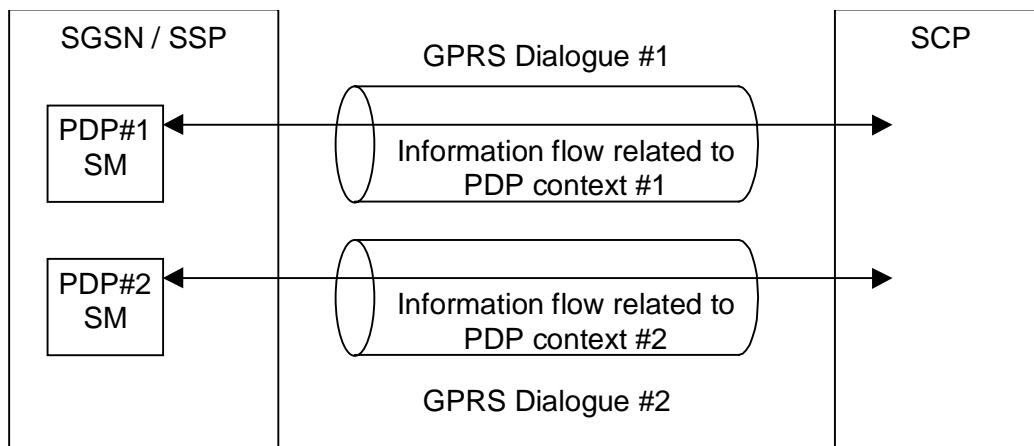 SGSN / SSP
GPRS Dialogue #1
SCP
PDP#1
SM
Information flow related to
PDP context #1
PDP#2
SM
Information flow related to
PDP context #2
GPRS Dialogue #2